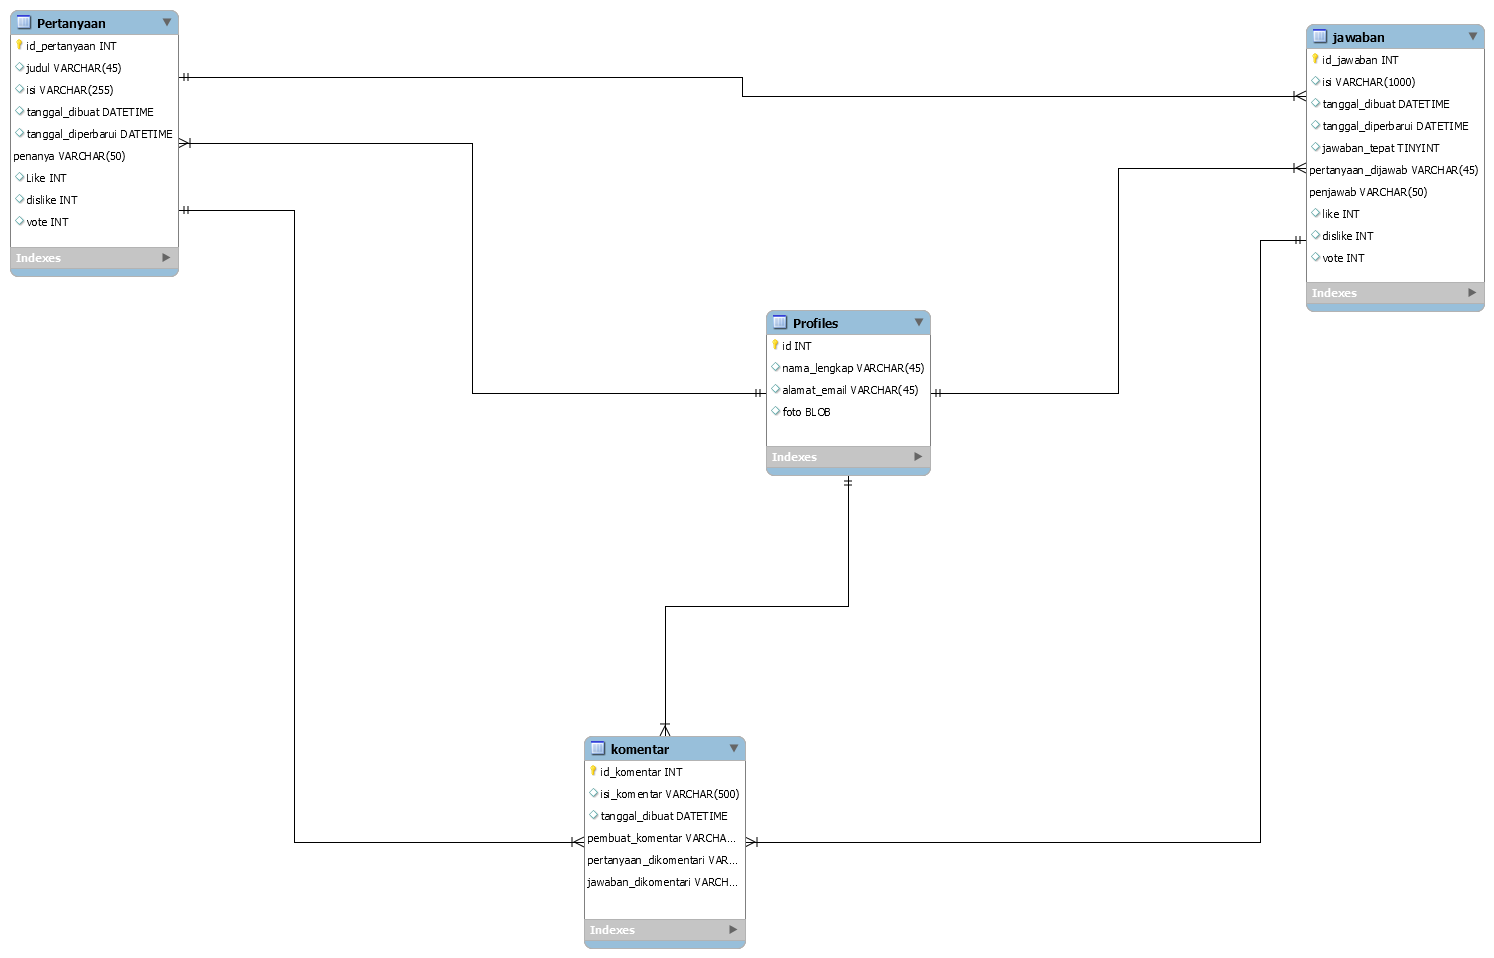 Pertanyaan
id_pertanyaan INT
judul VARCHAR(45)
isi VARCHAR(255)
tanggal_dibuat DATETIME
tanggal_diperbarui DATETIME
penanya VARCHAR(50)
Like INT
dislike INT
vote INT
Indexes
jawaban
id_jawaban INT
isi VARCHAR(1000)
tanggal_dibuat DATETIME
tanggal_diperbarui DATETIME
jawaban_tepat TINYINT
pertanyaan_dijawab VARCHAR(45)
penjawab VARCHAR(50)
like INT
dislike INT
vote INT
Indexes
Profiles
id INT
nama_lengkap VARCHAR(45)
alamat_email VARCHAR(45)
foto BLOB
Indexes
komentar
id_komentar INT
isi_komentar VARCHAR(500)
tanggal_dibuat DATETIME
pembuat_komentar VARCHA...
pertanyaan_dikomentari VAR...
jawaban_dikomentari VARCH...
Indexes